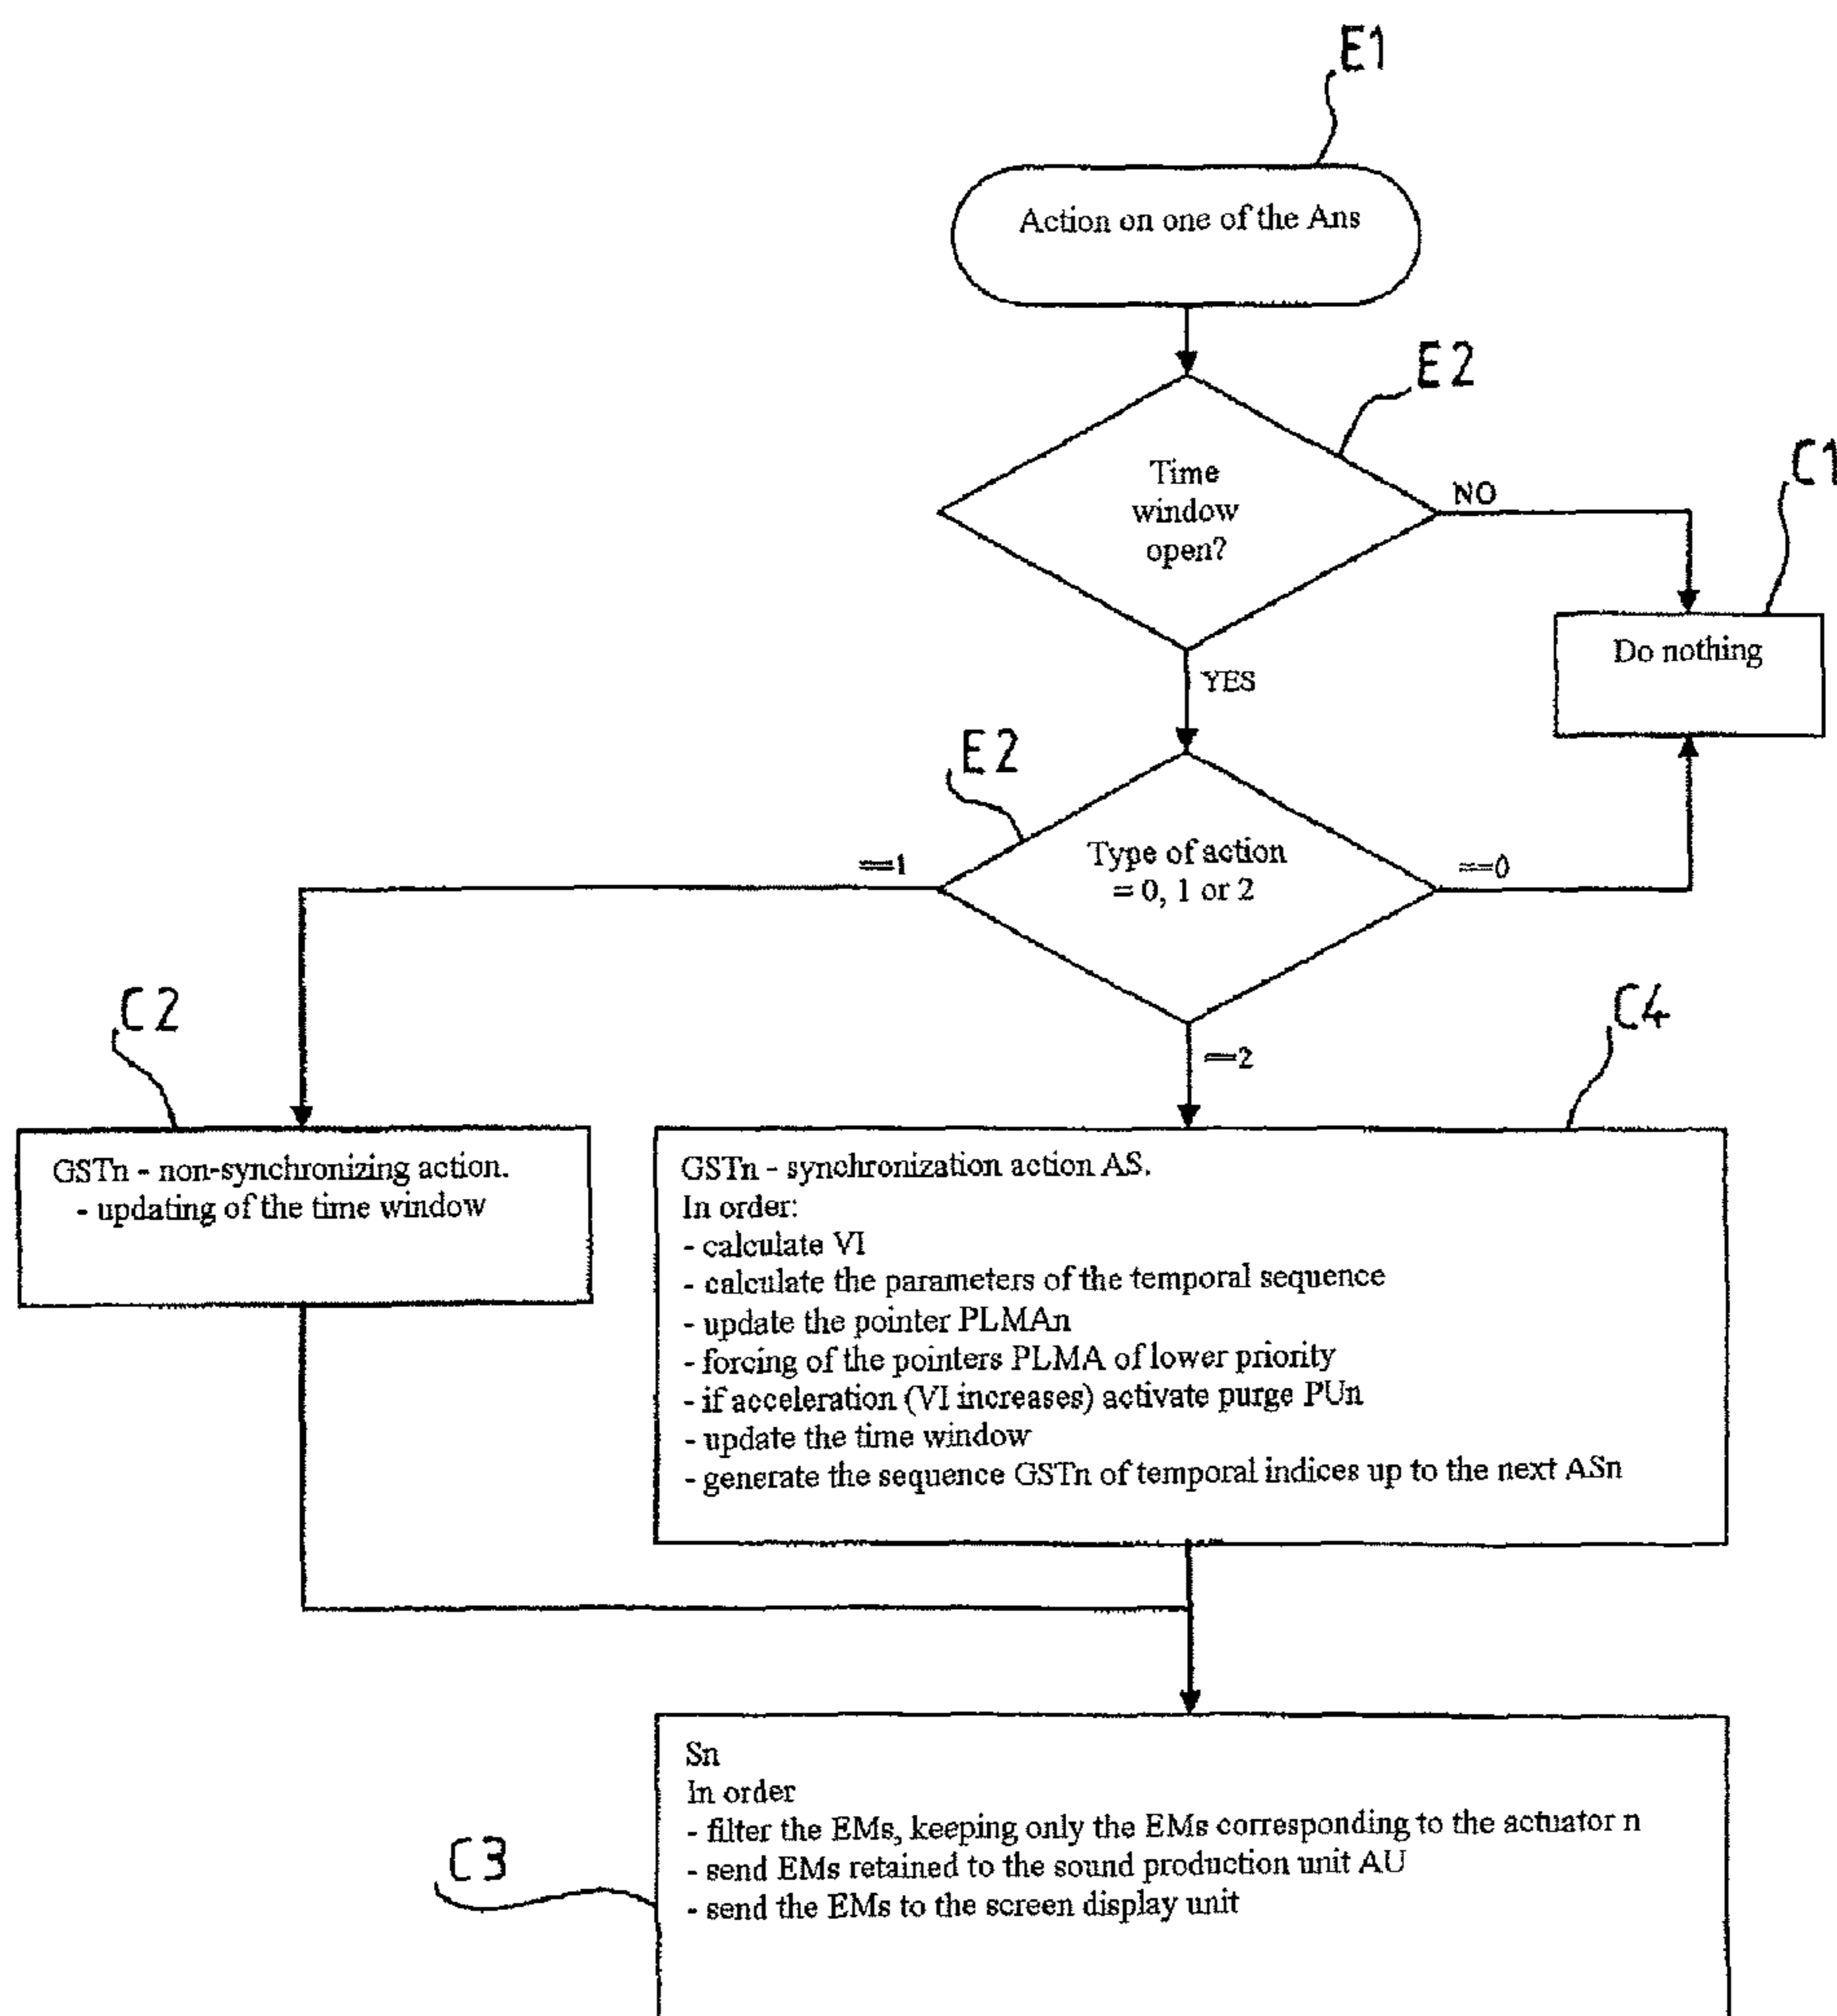 E1
Action on one of the Ans
E2
Time
window
open?
NO
C1
Do nothing
YES
E2
Type of action
= 0, 1 or 2
==1
==0
==2
C2
GSTn - non-synchronizing action.
- updating of the time window
C4
GSTn - synchronization action AS.
In order:
- calculate VI
- calculate the parameters of the temporal sequence
- update the pointer PLMAn
- forcing of the pointers PLMA of lower priority
- if acceleration (VI increases) activate purge PUn
- update the time window
- generate the sequence GSTn of temporal indices up to the next ASn
C3
Sn
In order
- filter the EMs, keeping only the EMs corresponding to the actuator n
- send EMs retained to the sound production unit AU
- send the EMs to the screen display unit